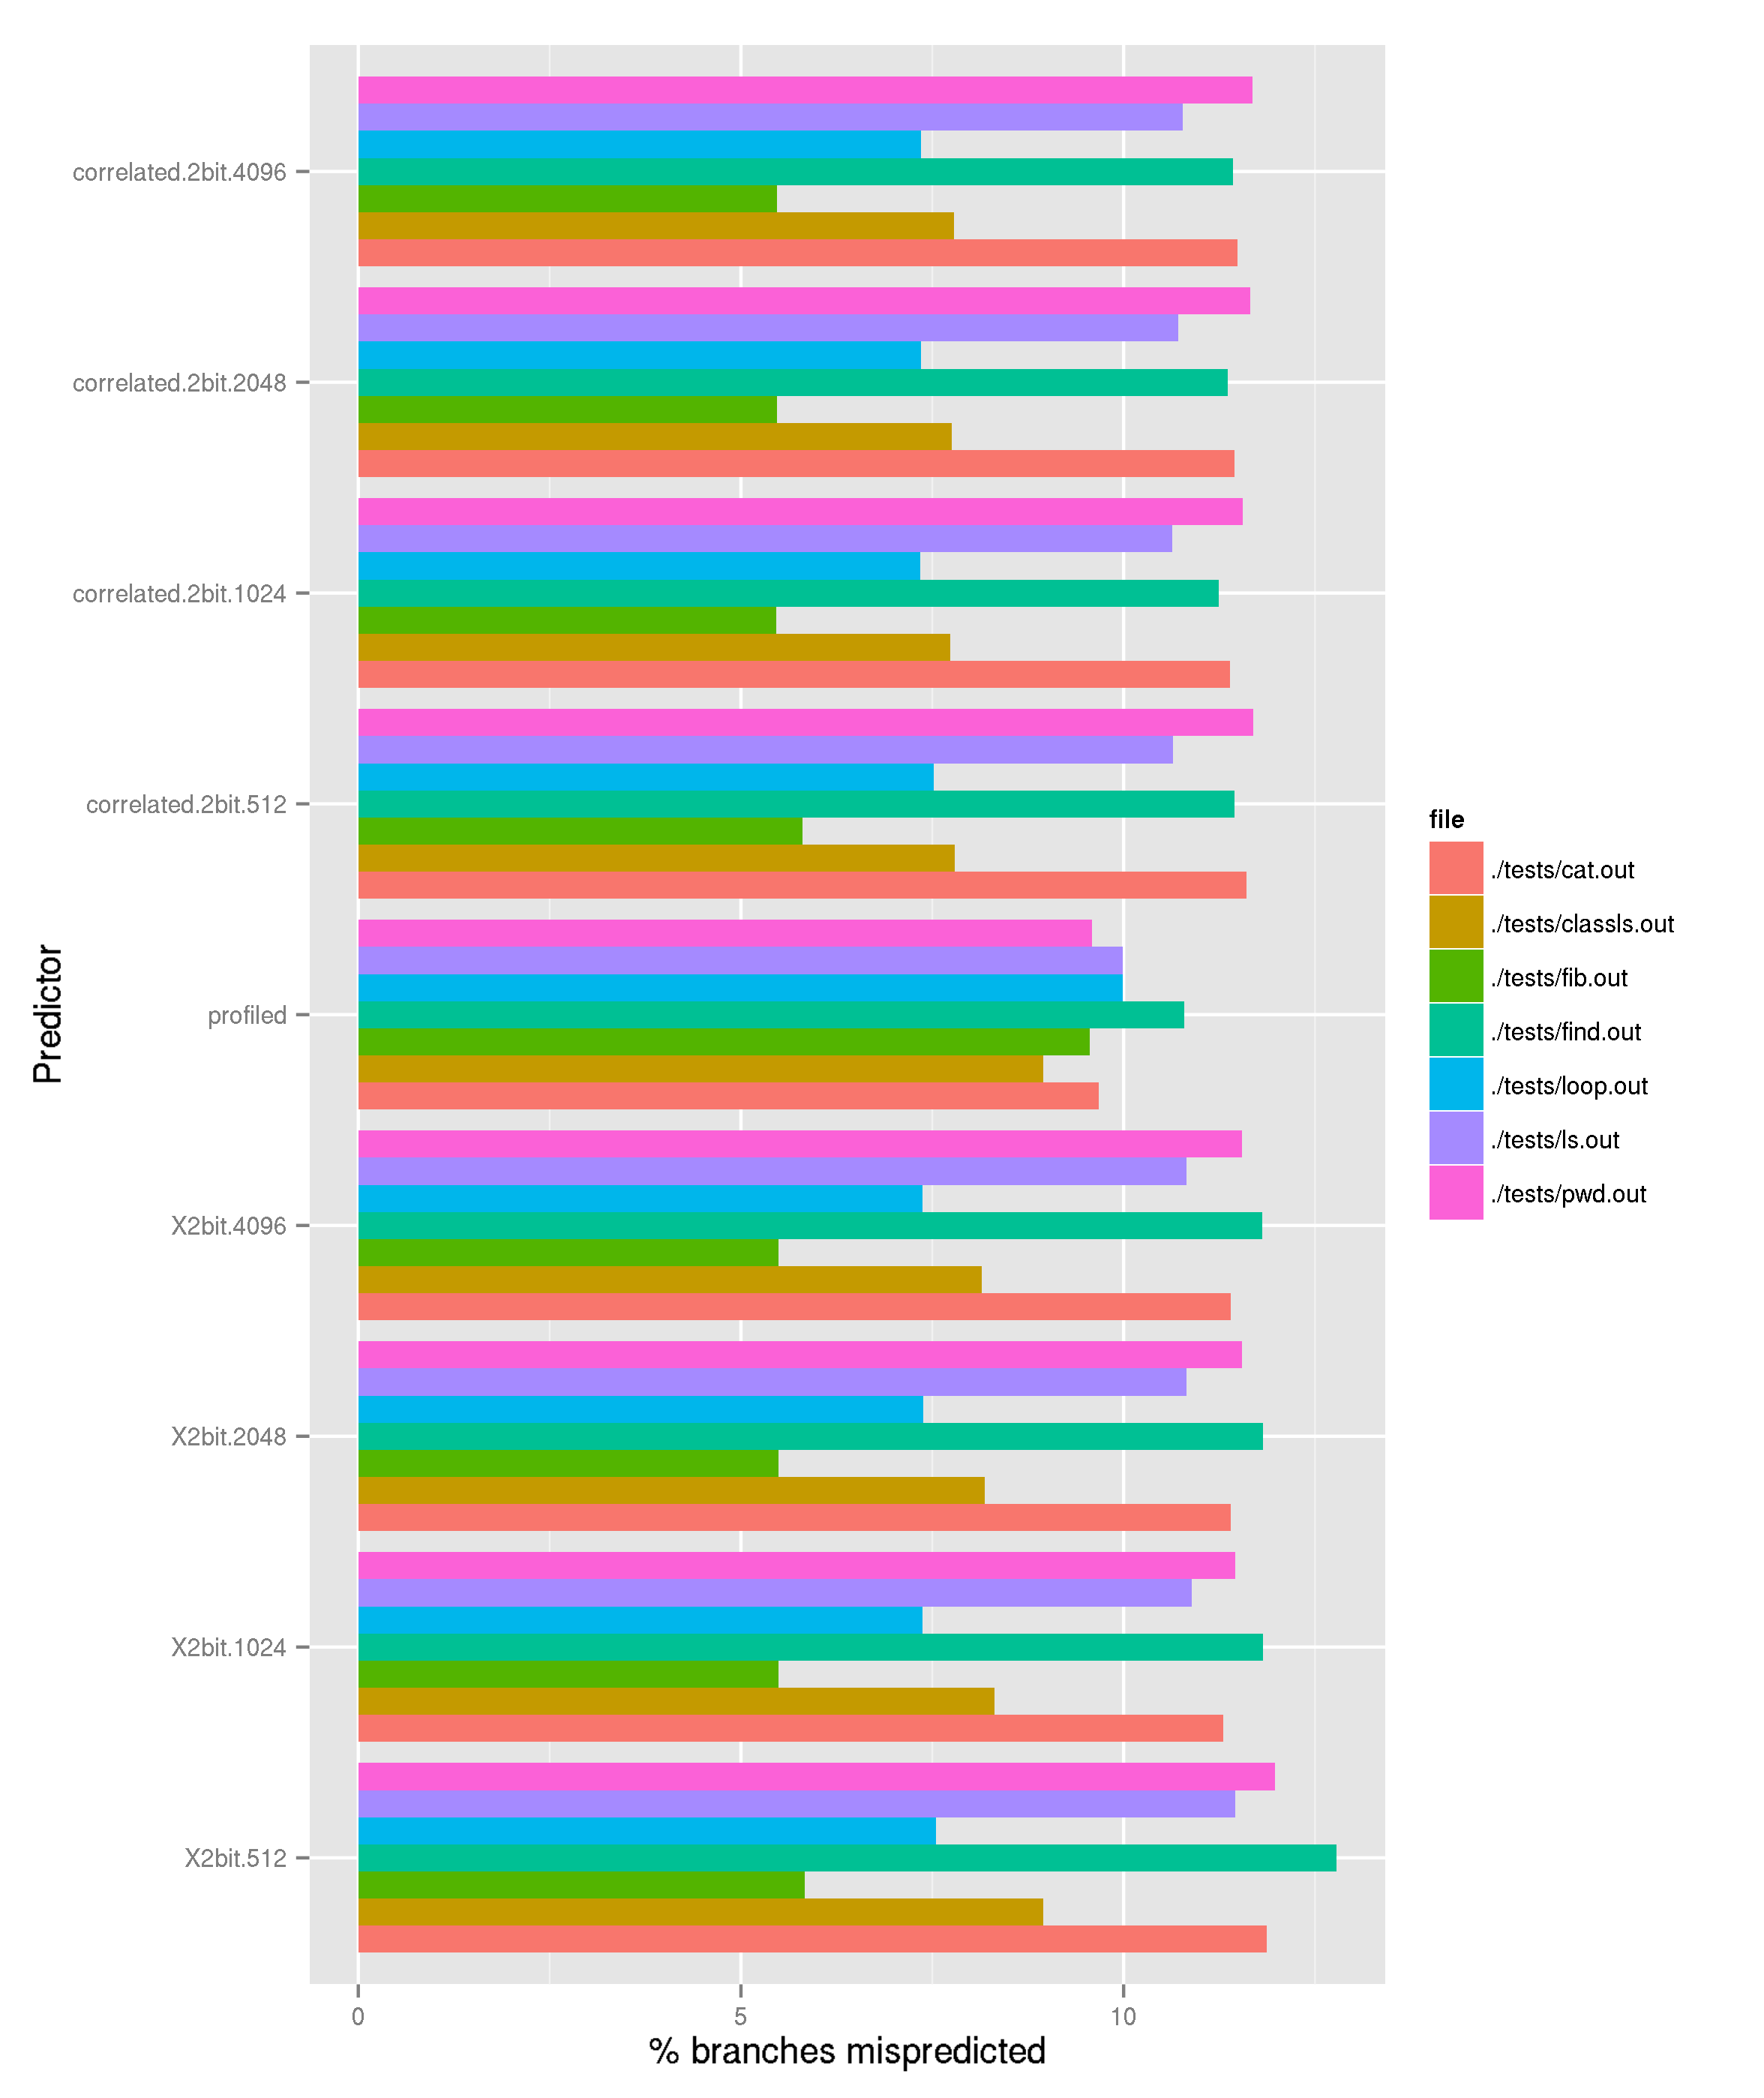 correlated.2bit.4096
correlated.2bit.2048
correlated.2bit.1024
correlated.2bit.512
profiled
X2bit.4096
X2bit.2048
X2bit.1024
X2bit.512
Predictor
0 5 10
% branches mispredicted
file
./tests/cat.out
./tests/classls.out
./tests/fib.out
./tests/find.out
./tests/loop.out
./tests/ls.out
./tests/pwd.out